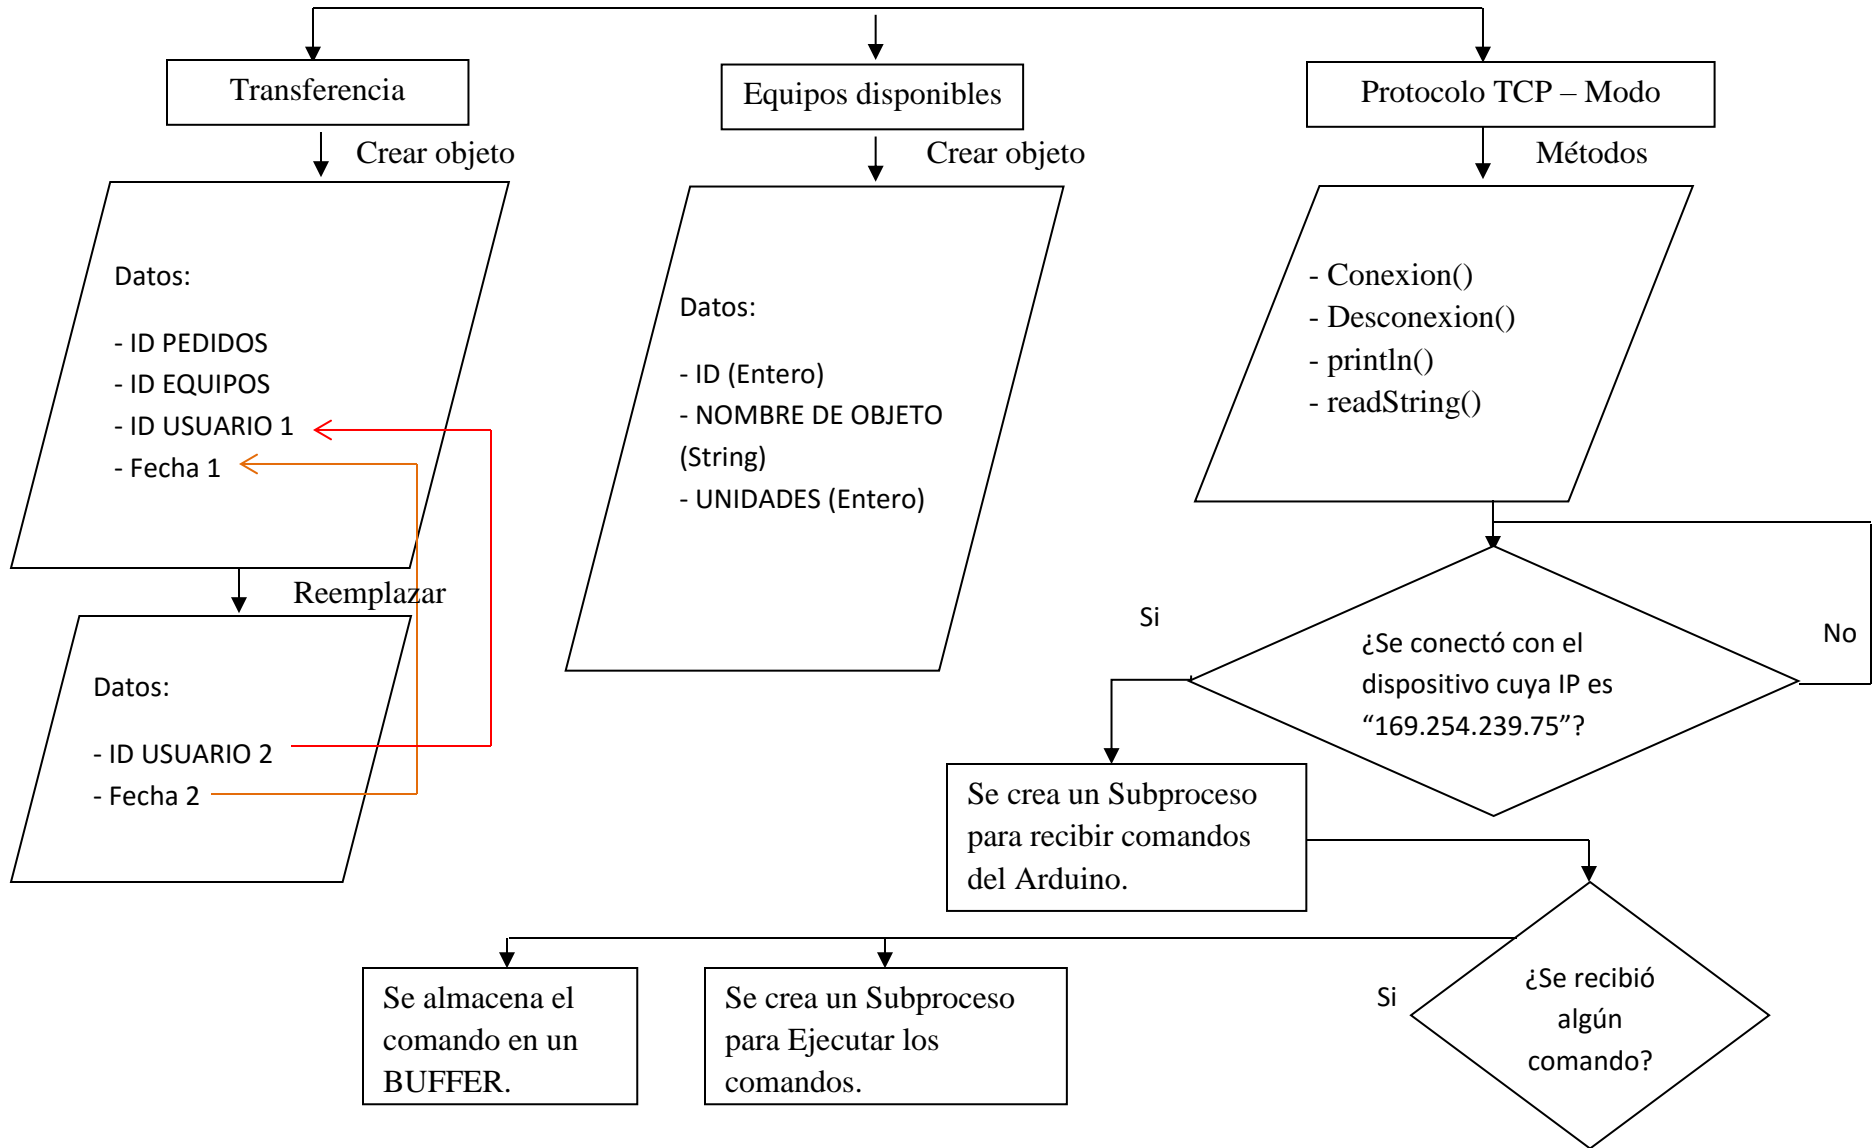 Transferencia
Equipos disponibles
Protocolo TCP – Modo
Crear objeto
Crear objeto
Métodos
Datos:
- ID PEDIDOS
- ID EQUIPOS
- ID USUARIO 1
- Fecha 1
Datos:
- ID (Entero)
- NOMBRE DE OBJETO
(String)
- UNIDADES (Entero)
- Conexion()
- Desconexion()
- println()
- readString()
Reemplazar
Datos:
- ID USUARIO 2
- Fecha 2
Si
¿Se conectó con el
dispositivo cuya IP es
“169.254.239.75”?
No
Se crea un Subproceso
para recibir comandos
del Arduino.
Se almacena el
comando en un
BUFFER.
Se crea un Subproceso
para Ejecutar los
comandos.
Si
¿Se recibió
algún
comando?